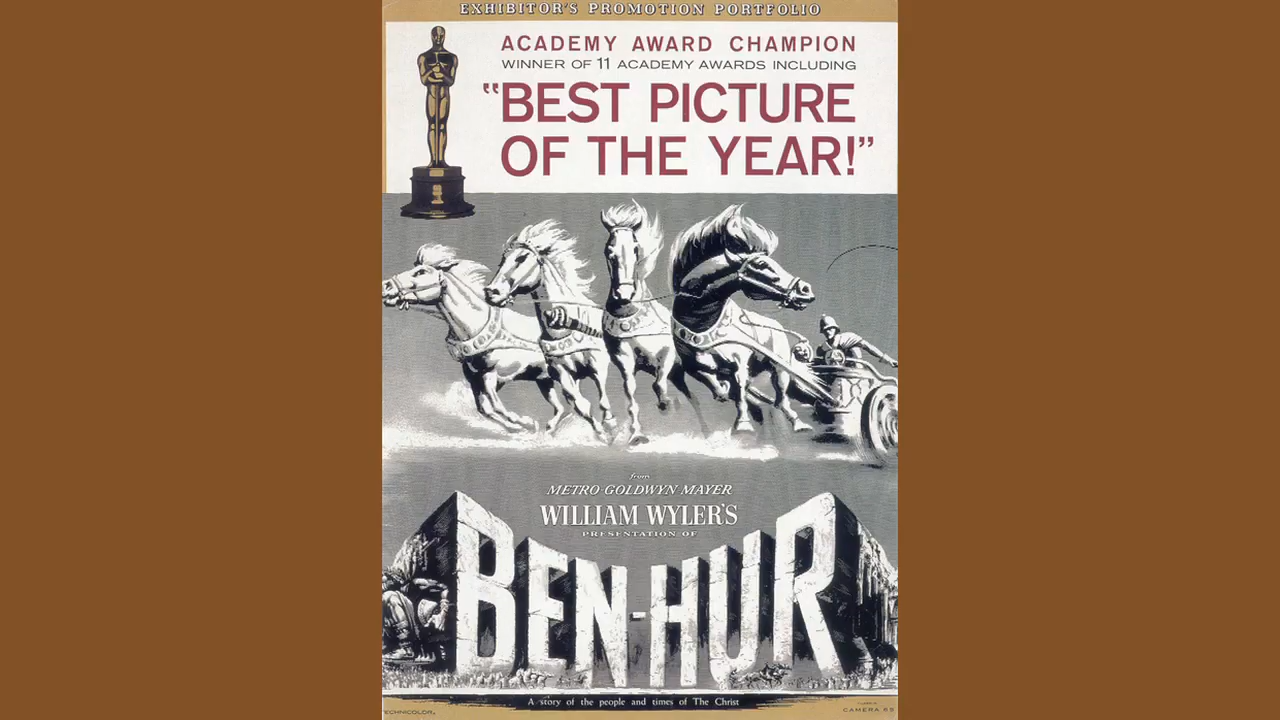 EXHIBITOR'S PROMOTION PORTFOLIO
ACADEMY AWARD CHAMPION
WINNER OF 11 ACADEMY AWARDS INCLUDING
"BEST PICTURE
OF THE YEAR!"
from
METRO-GOLDWYN-MAYER
WILLIAM WYLER'S
PRESENTATION OF
BEN-HUR
A story of the people and times of The Christ
CAMERA 65